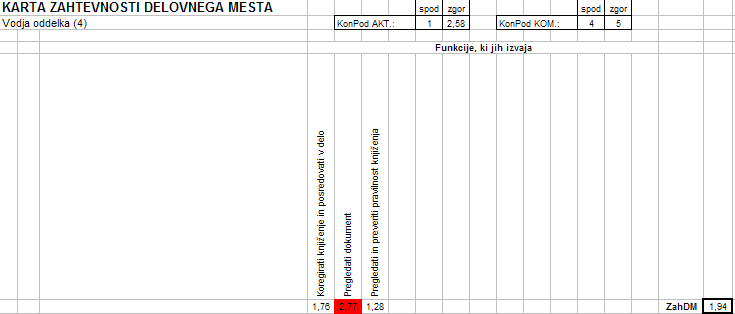 KARTA ZAHTEVNOSTI DELOVNEGA MESTA spod zgor spod zgor
Vodja oddelka (4) KonPod AKT.: 1 2,58 KonPod KOM.: 4 5
Funkcije, ki jih izvaja
Koregirati knjiženje in posredovati v delo
Pregledati dokument
Pregledati in preveriti pravilnost knjiženja
1,76 2,77 1,28 ZahDM 1,94